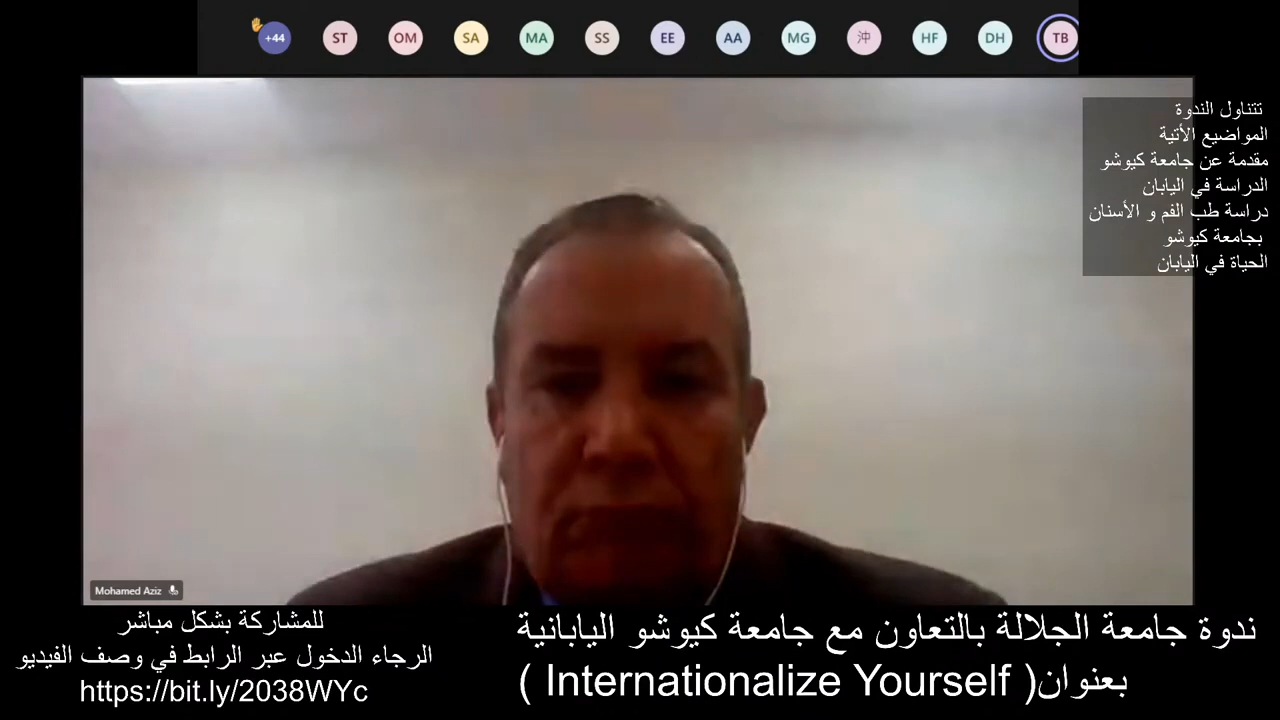 +44 ST OM SA MA SS EE AA MG 沖 HF DH TB
تتناول الندوة
المواضيع الأتية
مقدمة عن جامعة كيوشو
الدراسة في اليابان
دراسة طب الفم و الأسنان
بجامعة كيوشو
الحياة في اليابان
Mohamed Aziz
للمشاركة بشكل مباشر
الرجاء الدخول عبر الرابط في وصف الفيديو
https://bit.ly/2038WYc
ندوة جامعة الجلالة بالتعاون مع جامعة كيوشو اليابانية
بعنوان( Internationalize Yourself )